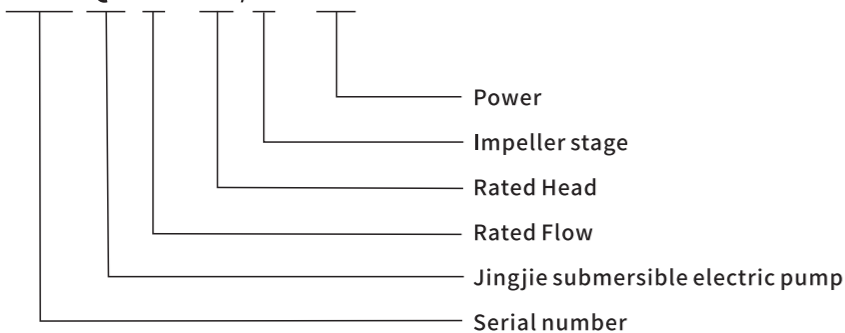 Power
Impeller stage
Rated Head
Rated Flow
Jingjie submersible electric pump
Serial number